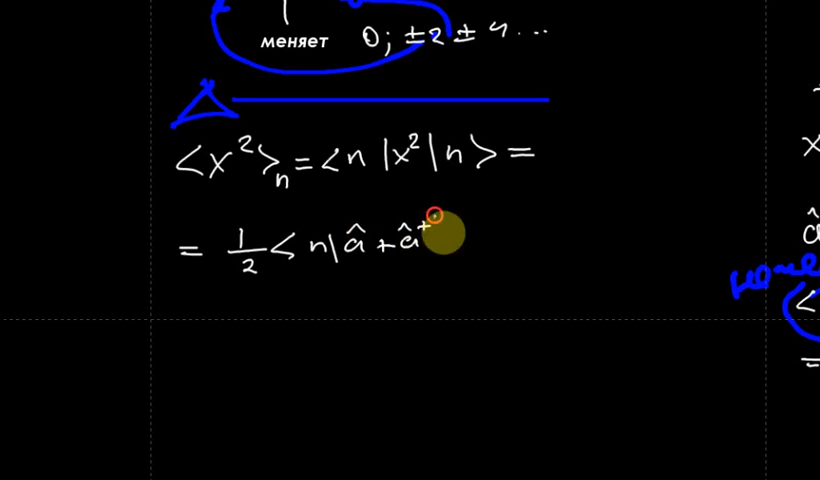 меняет 0; ±2 ± 4 ...
<x²>ₙ = <n |x²| n> =
= 1/2 < n| â + â⁺